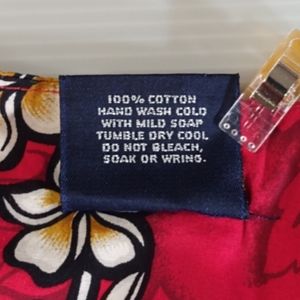 100% COTTON
HAND WASH COLD
WITH MILD SOAP
TUMBLE DRY COOL
DO NOT BLEACH,
SOAK OR WRING.